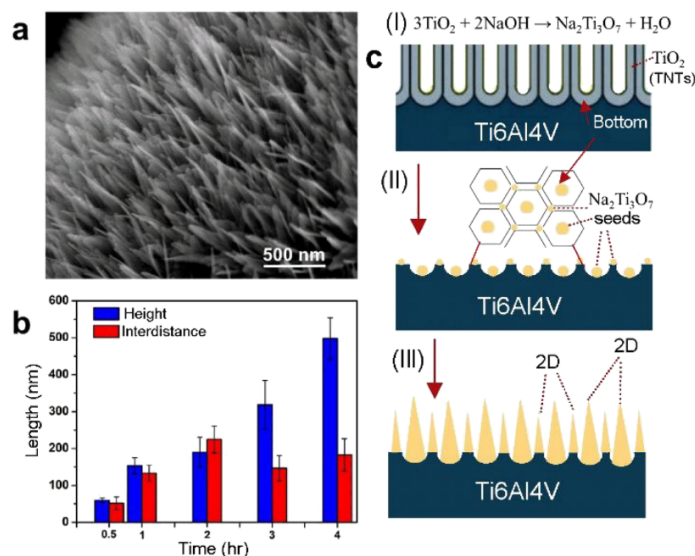 a
500 nm
b
600
500
400
300
200
100
0
Length (nm)
Height
Interdistance
0.5
1
2
3
4
Time (hr)
c
(I) 3TiO₂ + 2NaOH → Na₂Ti₃O₇ + H₂O
TiO₂
(TNTs)
Bottom
Ti6Al4V
(II)
Na₂Ti₃O₇
seeds
Ti6Al4V
(III)
2D
2D
Ti6Al4V